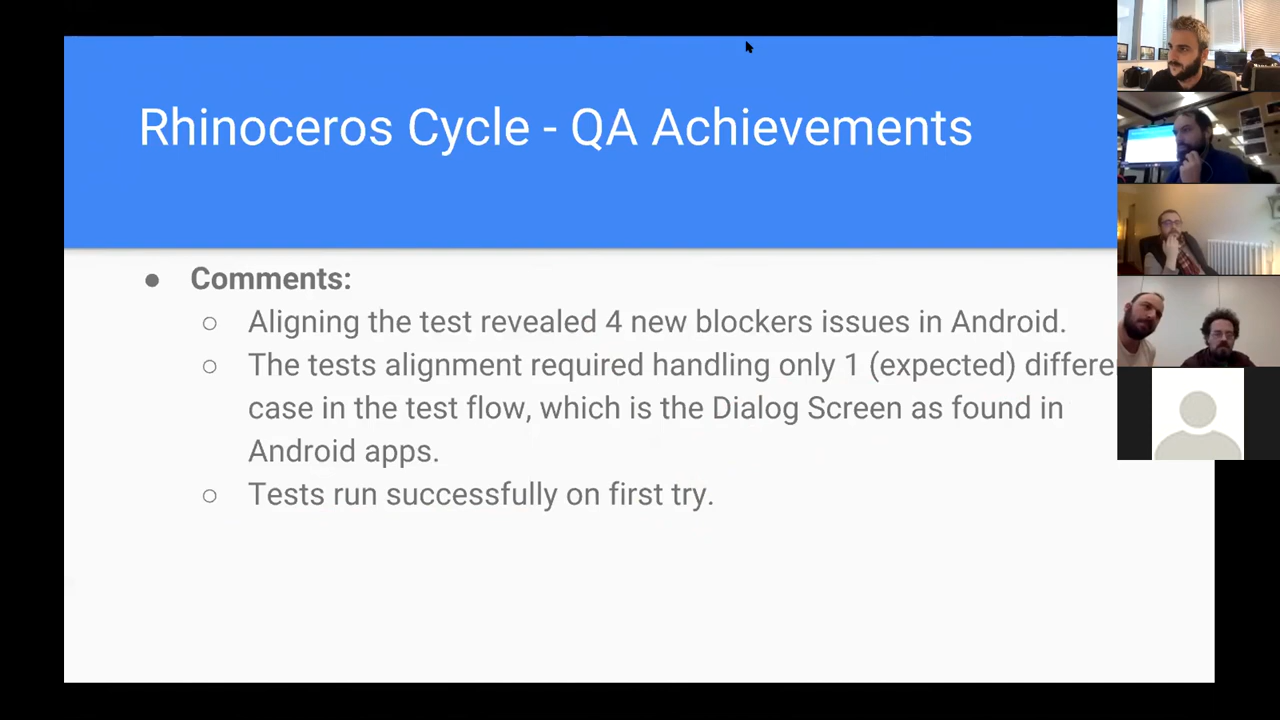 Rhinoceros Cycle - QA Achievements
● Comments:
○ Aligning the test revealed 4 new blockers issues in Android.
○ The tests alignment required handling only 1 (expected) differe
case in the test flow, which is the Dialog Screen as found in
Android apps.
○ Tests run successfully on first try.